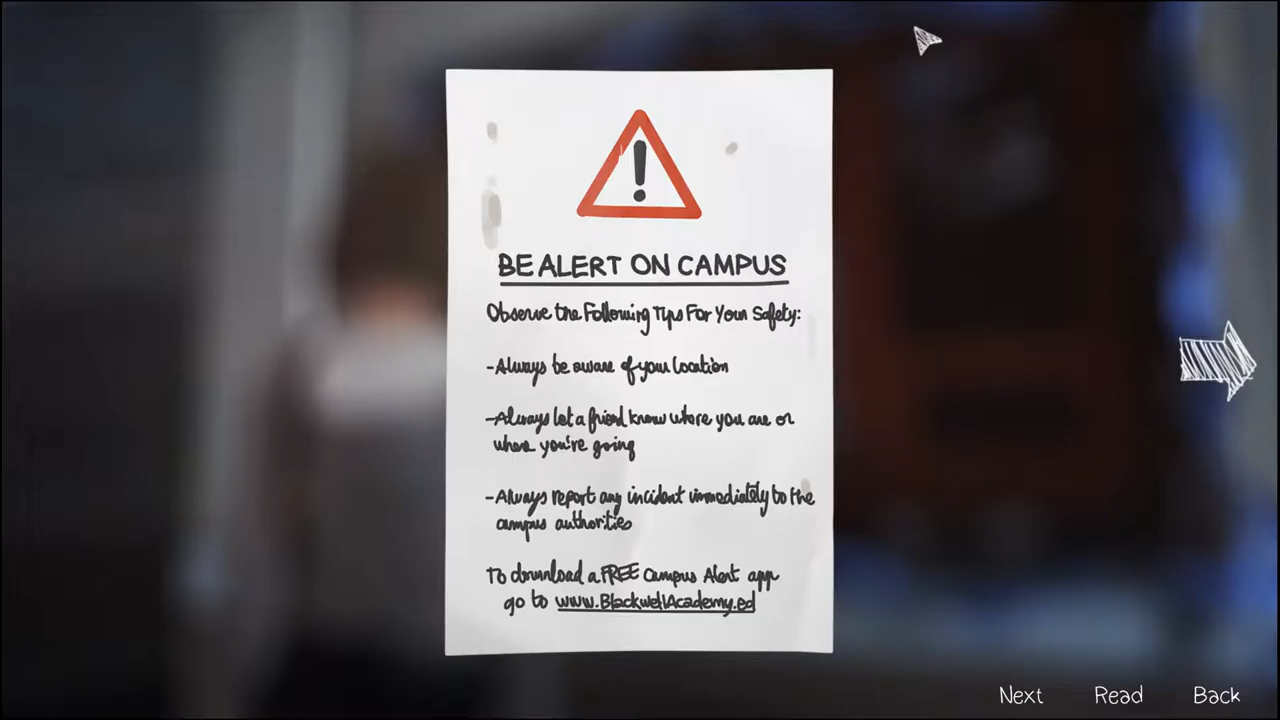 !
BE ALERT ON CAMPUS
Observe the Following Tips For Your Safety:
-Always be aware of your location
-Always let a friend know where you are or
where you're going
-Always report any incident immediately to the
campus authorities
To download a FREE Campus Alert app
go to www.BlackwellAcademy.ed
Next Read Back